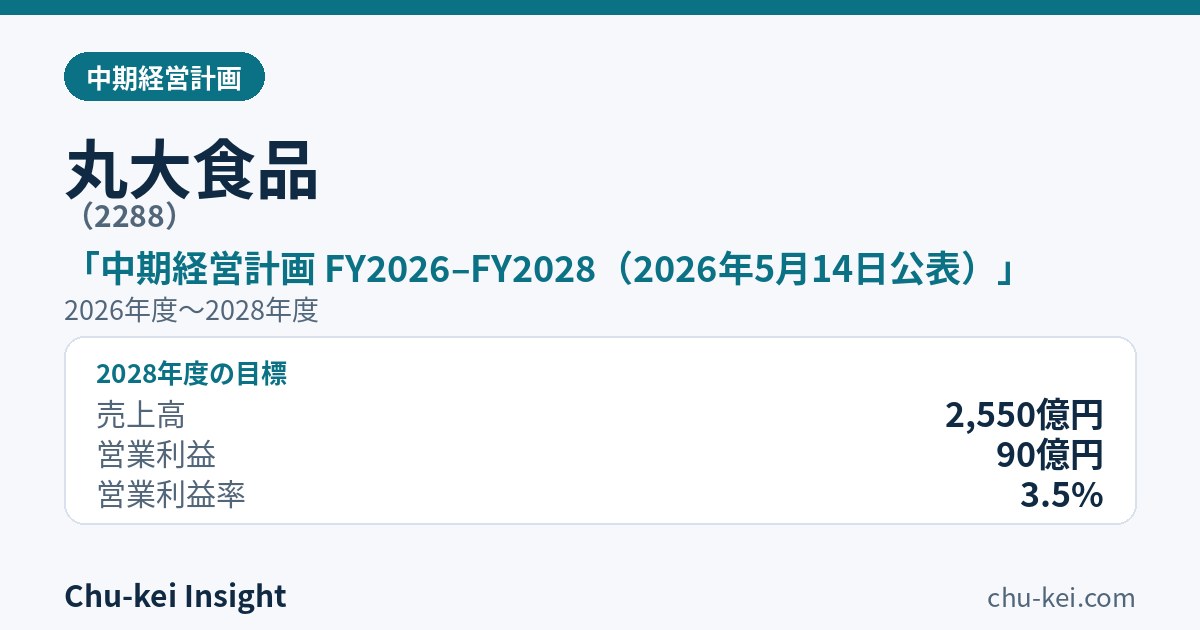 中期経営計画
丸大食品
（2288）
「中期経営計画 FY2026–FY2028（2026年5月14日公表）」
2026年度～2028年度
2028年度の目標
売上高 2,550億円
営業利益 90億円
営業利益率 3.5%
Chu-kei Insight chu-kei.com